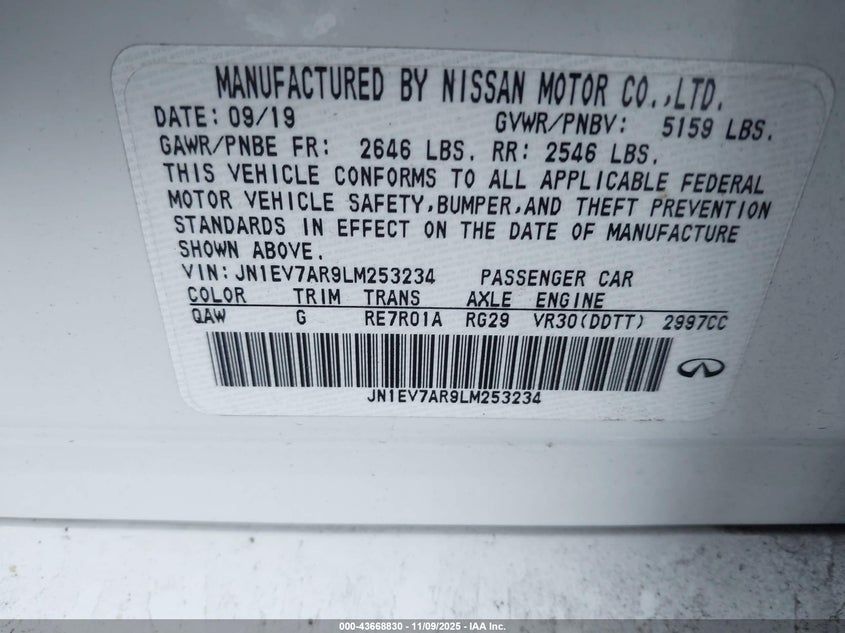 MANUFACTURED BY NISSAN MOTOR CO.,LTD.
DATE: 09/19 GVWR/PNBV: 5159 LBS.
GAWR/PNBE FR: 2646 LBS. RR: 2546 LBS.
THIS VEHICLE CONFORMS TO ALL APPLICABLE FEDERAL
MOTOR VEHICLE SAFETY,BUMPER,AND THEFT PREVENTION
STANDARDS IN EFFECT ON THE DATE OF MANUFACTURE
SHOWN ABOVE.
VIN:JN1EV7AR9LM253234 PASSENGER CAR
COLOR TRIM TRANS AXLE ENGINE
QAW G RE7R01A RG29 VR30(DDTT) 2997CC
JN1EV7AR9LM253234
000-43668830 - 11/09/2025 - IAA Inc.